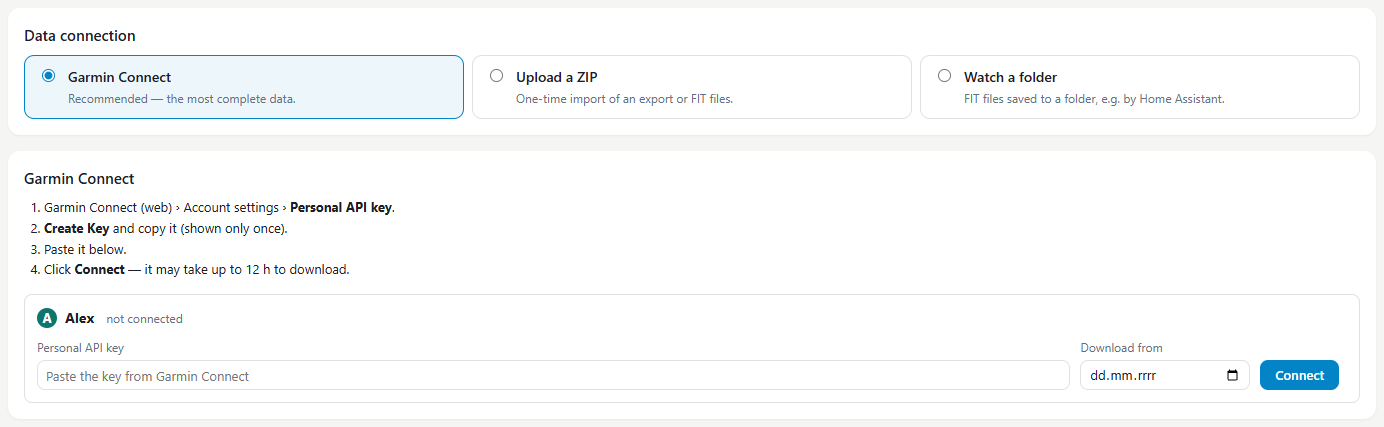 Data connection
Garmin Connect
Recommended — the most complete data.
Upload a ZIP
One-time import of an export or FIT files.
Watch a folder
FIT files saved to a folder, e.g. by Home Assistant.
Garmin Connect
1. Garmin Connect (web) › Account settings › Personal API key.
2. Create Key and copy it (shown only once).
3. Paste it below.
4. Click Connect — it may take up to 12 h to download.
A Alex not connected
Personal API key
Paste the key from Garmin Connect
Download from
dd.mm.rrrr
Connect